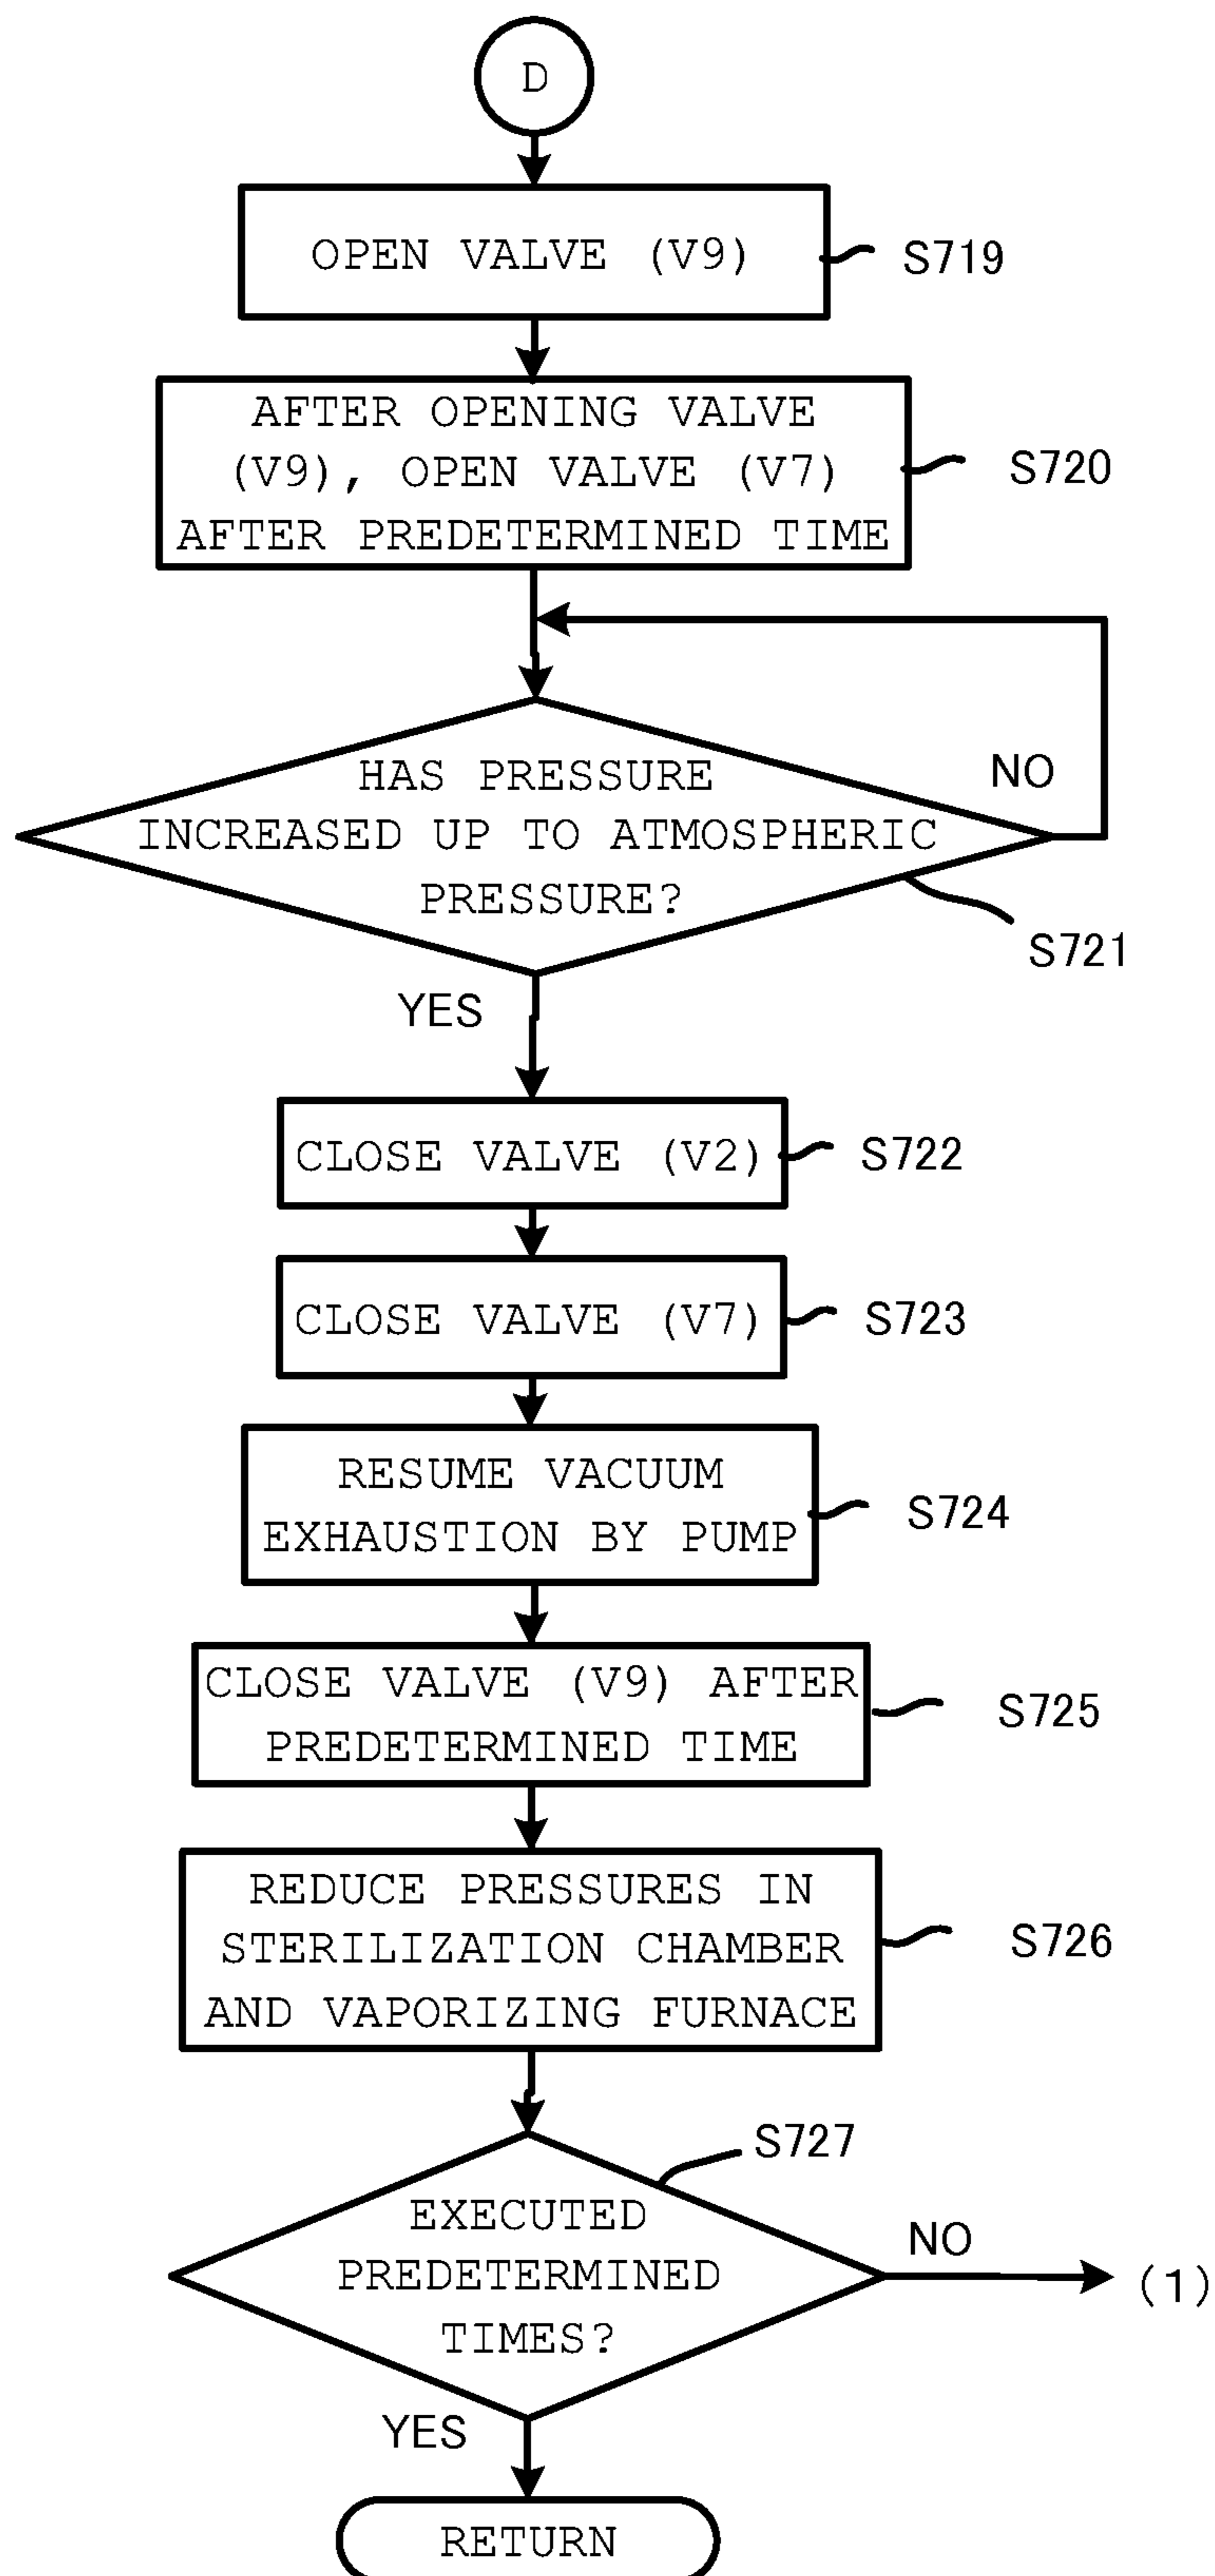 D
OPEN VALVE (V9)
S719
AFTER OPENING VALVE
(V9), OPEN VALVE (V7)
AFTER PREDETERMINED TIME
S720
HAS PRESSURE
INCREASED UP TO ATMOSPHERIC
PRESSURE?
NO
S721
YES
CLOSE VALVE (V2)
S722
CLOSE VALVE (V7)
S723
RESUME VACUUM
EXHAUSTION BY PUMP
S724
CLOSE VALVE (V9) AFTER
PREDETERMINED TIME
S725
REDUCE PRESSURES IN
STERILIZATION CHAMBER
AND VAPORIZING FURNACE
S726
S727
EXECUTED
PREDETERMINED
TIMES?
NO
(1)
YES
RETURN